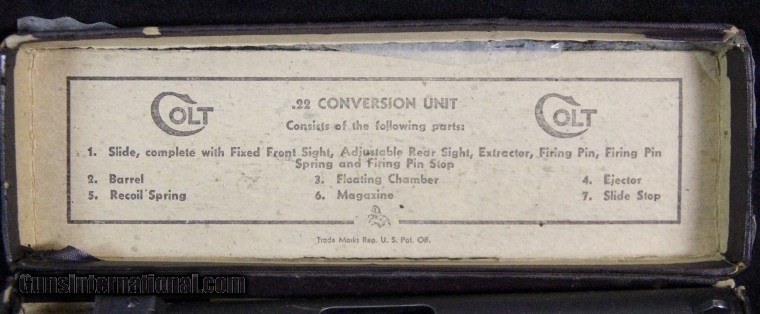 COLT
.22 CONVERSION UNIT
COLT
Consists of the following parts:
1. Slide, complete with Fixed Front Sight, Adjustable Rear Sight, Extractor, Firing Pin, Firing Pin
Spring and Firing Pin Stop
2. Barrel 3. Floating Chamber 4. Ejector
5. Recoil Spring 6. Magazine 7. Slide Stop
Trade Marks Reg. U. S. Pat. Off.
GunsInternational.com